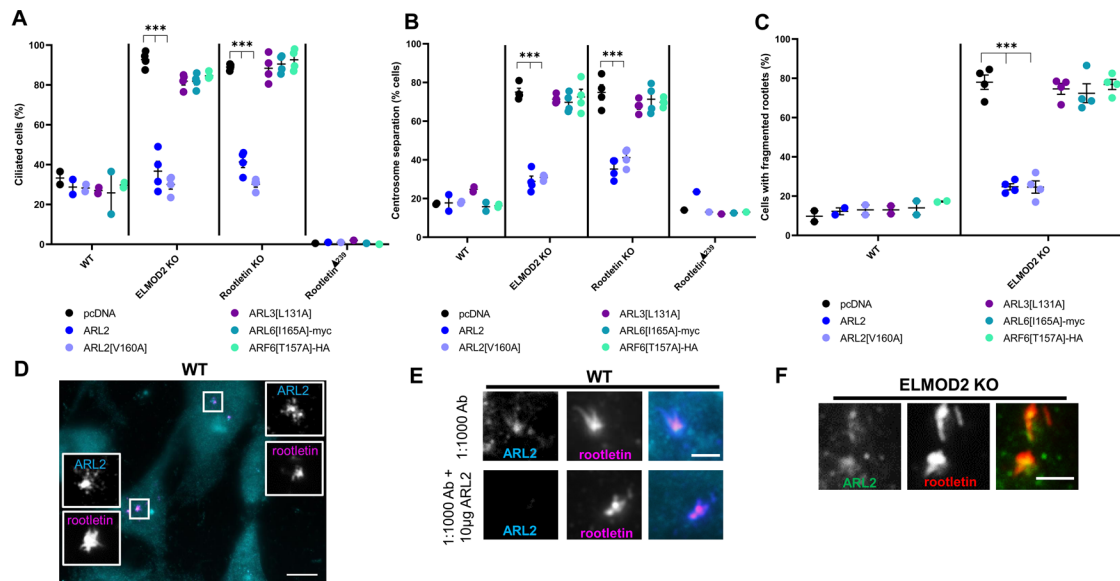 A
Ciliated cells (%)
100
80
60
40
20
0
***
***
WT
ELMOD2 KO
Rootletin KO
Rootletin▲239
pcDNA
ARL2
ARL2[V160A]
ARL3[L131A]
ARL6[I165A]-myc
ARF6[T157A]-HA
B
Centrosome separation (% cells)
100
80
60
40
20
0
***
***
WT
ELMOD2 KO
Rootletin KO
Rootletin▲239
pcDNA
ARL2
ARL2[V160A]
ARL3[L131A]
ARL6[I165A]-myc
ARF6[T157A]-HA
C
Cells with fragmented rootlets (%)
100
80
60
40
20
0
***
WT
ELMOD2 KO
pcDNA
ARL2
ARL2[V160A]
ARL3[L131A]
ARL6[I165A]-myc
ARF6[T157A]-HA
D
WT
ARL2
rootletin
ARL2
rootletin
E
WT
1:1000 Ab
ARL2
rootletin
1:1000 Ab +
10µg ARL2
ARL2
rootletin
F
ELMOD2 KO
ARL2
rootletin